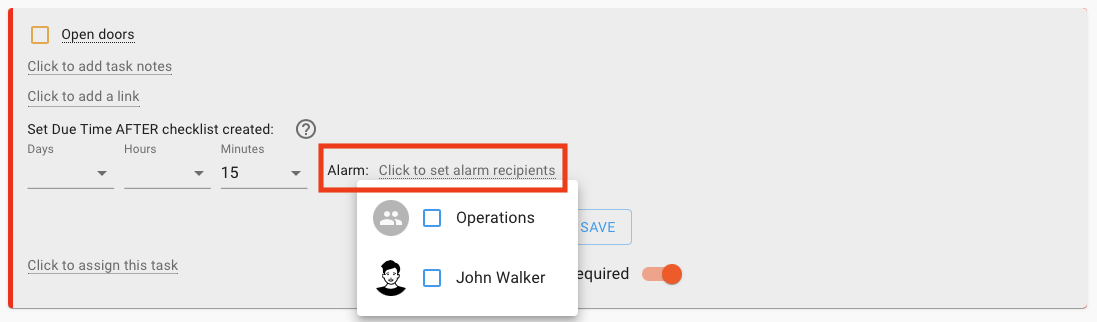 Open doors
Click to add task notes
Click to add a link
Set Due Time AFTER checklist created: ?
Days Hours Minutes
15
Alarm: Click to set alarm recipients
Operations
SAVE
Click to assign this task
John Walker
equired